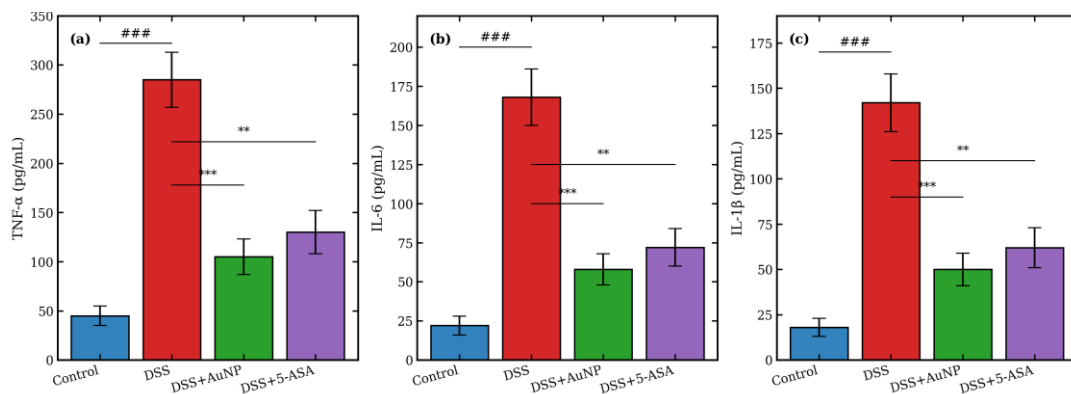 (a)
###
**
***
TNF-α (pg/mL)
350
300
250
200
150
100
50
0
Control
DSS
DSS+AuNP
DSS+5-ASA
(b)
###
**
***
IL-6 (pg/mL)
200
175
150
125
100
75
50
25
0
Control
DSS
DSS+AuNP
DSS+5-ASA
(c)
###
**
***
IL-1β (pg/mL)
175
150
125
100
75
50
25
0
Control
DSS
DSS+AuNP
DSS+5-ASA